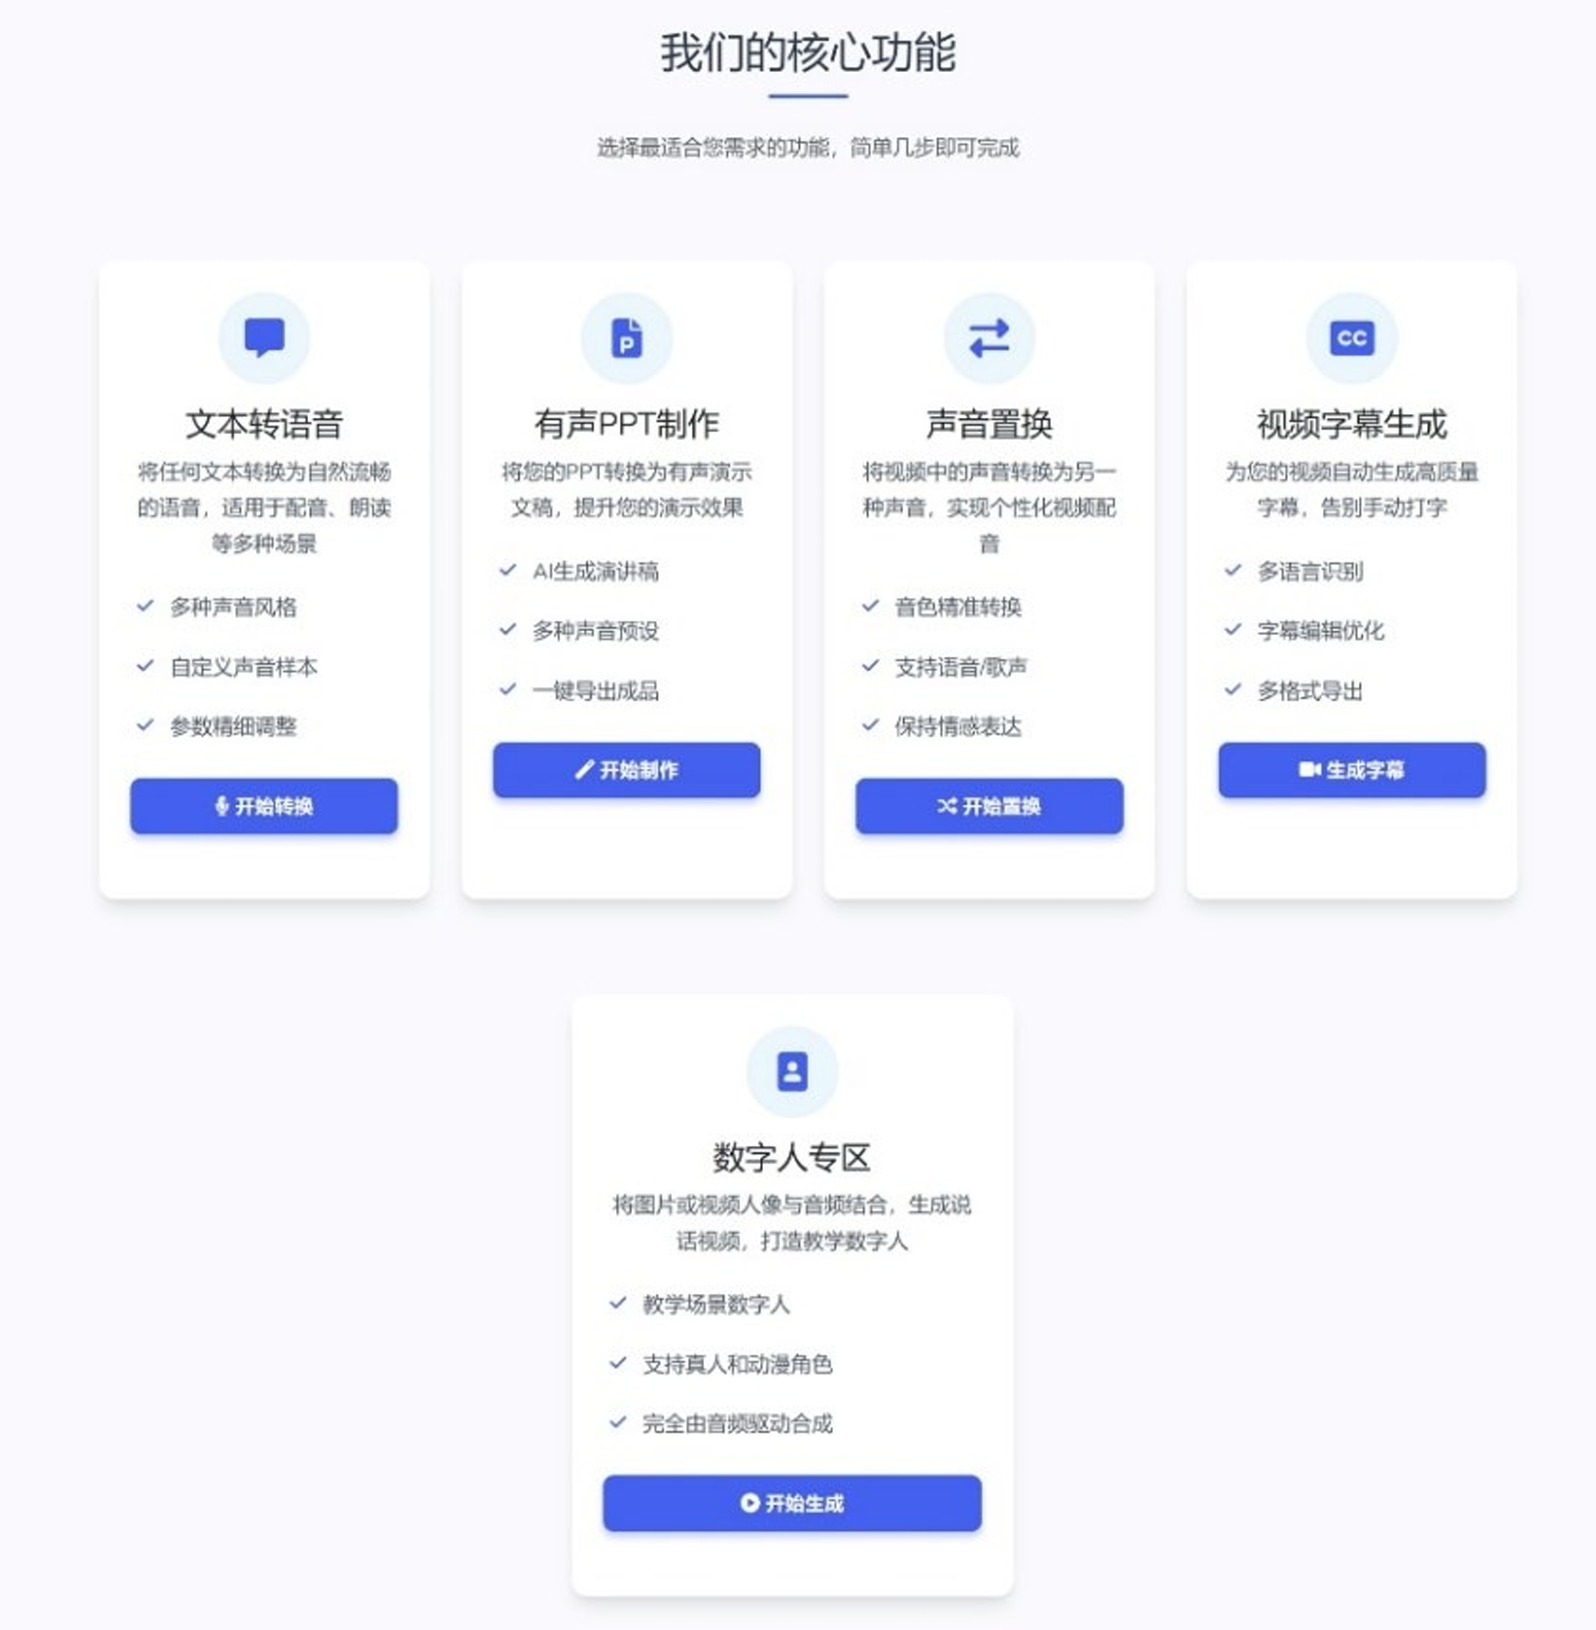 我们的核心功能
选择最适合您需求的功能，简单几步即可完成
文本转语音
将任何文本转换为自然流畅
的语音，适用于配音、朗读
等多种场景
多种声音风格
自定义声音样本
参数精细调整
开始转换
P
有声PPT制作
将您的PPT转换为有声演示
文稿，提升您的演示效果
AI生成演讲稿
多种声音预设
一键导出成品
开始制作
声音置换
将视频中的声音转换为另一
种声音，实现个性化视频配
音
音色精准转换
支持语音/歌声
保持情感表达
开始置换
CC
视频字幕生成
为您的视频自动生成高质量
字幕，告别手动打字
多语言识别
字幕编辑优化
多格式导出
生成字幕
数字人专区
将图片或视频人像与音频结合，生成说
话视频，打造教学数字人
教学场景数字人
支持真人和动漫角色
完全由音频驱动合成
开始生成